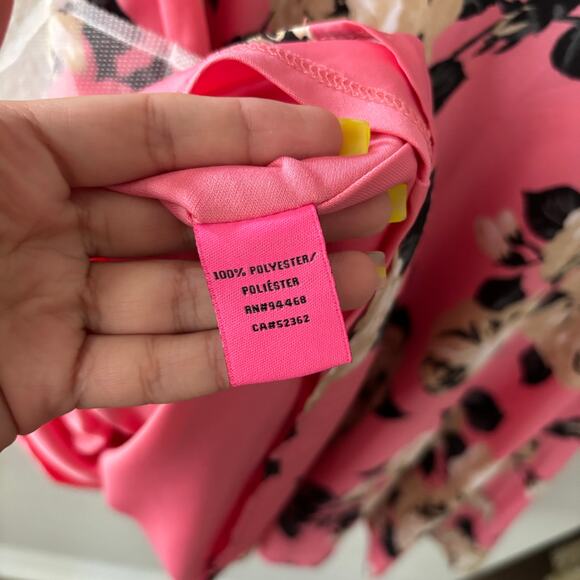 100% POLYESTER/
POLIÉSTER
RN#94468
CA#52362